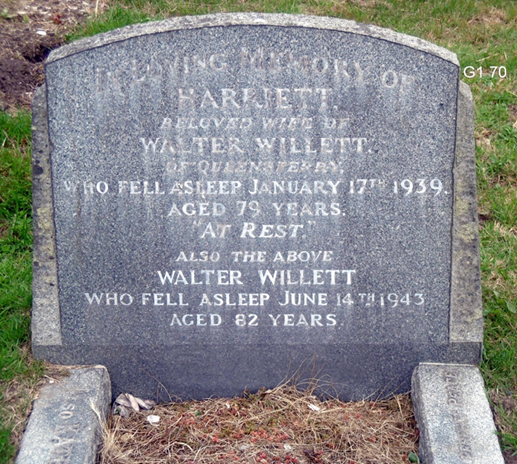 IN LOVING MEMORY OF
HARRIETT.
BELOVED WIFE OF
WALTER WILLETT.
OF QUEENSFERRY.
WHO FELL ASLEEP JANUARY 17TH 1939.
AGED 79 YEARS.
"AT REST."
ALSO THE ABOVE
WALTER WILLETT
WHO FELL ASLEEP JUNE 14TH 1943
AGED 82 YEARS.
G1 70